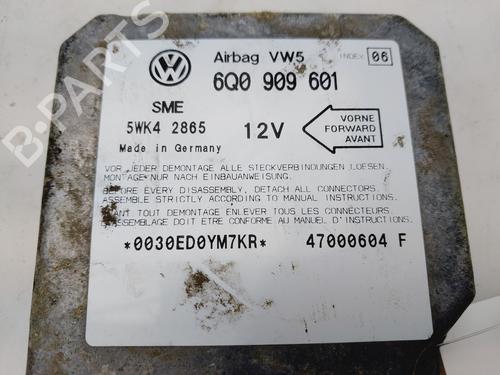 Airbag VW5 INDEX 06
6Q0 909 601
SME
5WK4 2865 12V
VORNE
FORWARD
AVANT
Made in Germany
VOR JEDER DEMONTAGE ALLE STECKVERBINDUNGEN LOESEN.
MONTAGE NUR NACH EINBAUANWEISUNG.
BEFORE EVERY DISASSEMBLY, DETACH ALL CONNECTORS.
ASSEMBLE STRICTLY ACCORDING TO MANUAL INSTRUCTIONS.
AVANT TOUT DEMONTAGE ENLEVER TOUS LES CONNECTEURS.
L'ASSEMBLAGE DOIT ETRE CONFORME AU MANUEL D'INSTRUCTIONS.
*0030ED0YM7KR* 47000604 F
B-PARTS